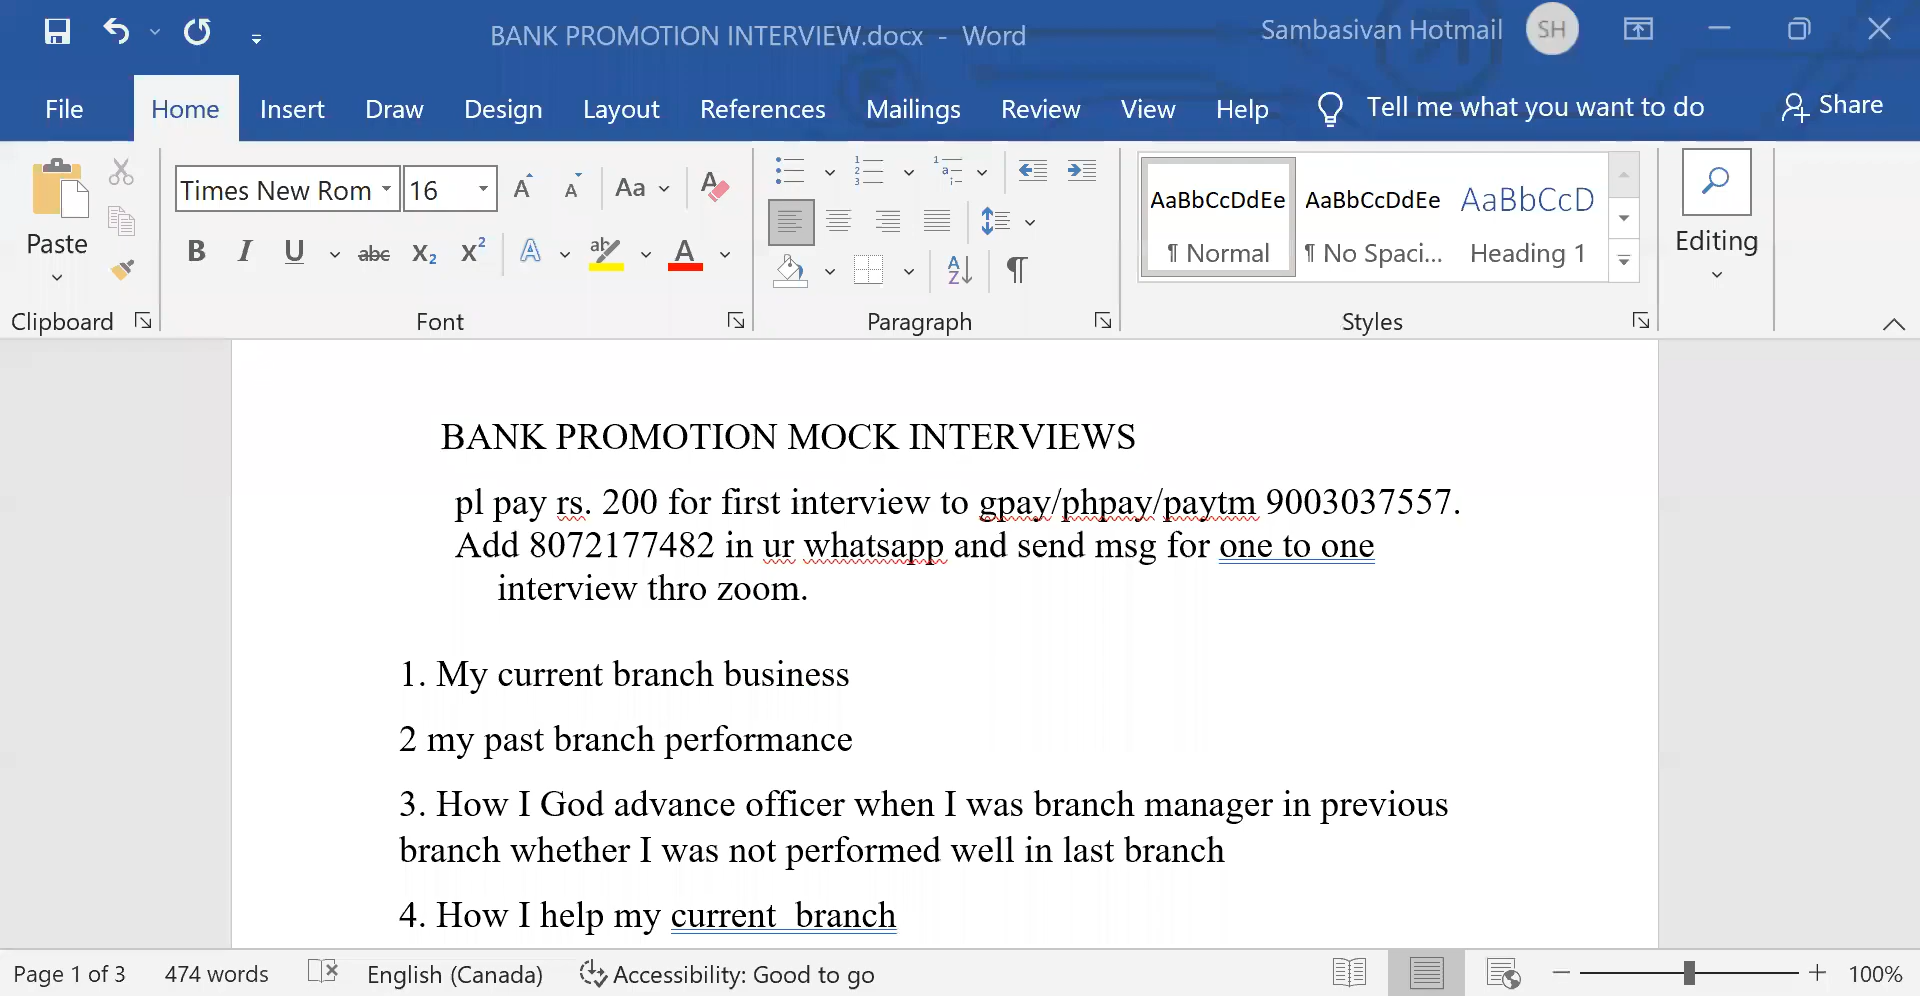 BANK PROMOTION INTERVIEW.docx - Word
Sambasivan Hotmail SH
File Home Insert Draw Design Layout References Mailings Review View Help Tell me what you want to do Share
Times New Rom 16
AaBbCcDdEe AaBbCcDdEe AaBbCcD
Paste
¶ Normal ¶ No Spaci... Heading 1
Editing
Clipboard Font Paragraph Styles
BANK PROMOTION MOCK INTERVIEWS
pl pay rs. 200 for first interview to gpay/phpay/paytm 9003037557.
Add 8072177482 in ur whatsapp and send msg for one to one
interview thro zoom.
1. My current branch business
2 my past branch performance
3. How I God advance officer when I was branch manager in previous
branch whether I was not performed well in last branch
4. How I help my current  branch
Page 1 of 3 474 words English (Canada) Accessibility: Good to go 100%